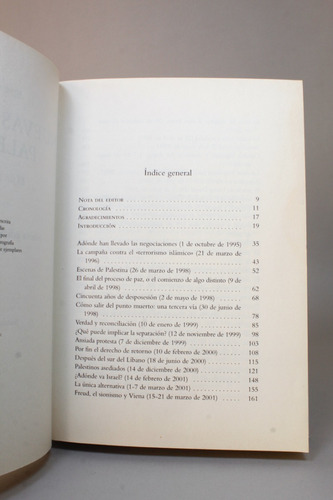 Índice general
NOTA DEL EDITOR 9
CRONOLOGÍA 11
AGRADECIMIENTOS 17
INTRODUCCIÓN 19
Adónde han llevado las negociaciones (1 de octubre de 1995) 35
La campaña contra el «terrorismo islámico» (21 de marzo de
1996) 43
Escenas de Palestina (26 de marzo de 1998) 52
El final del proceso de paz, o el comienzo de algo distinto (9 de
abril de 1998) 62
Cincuenta años de desposesión (2 de mayo de 1998) 68
Cómo salir del punto muerto: una tercera vía (30 de junio de
1998) 78
Verdad y reconciliación (10 de enero de 1999) 85
¿Qué puede implicar la separación? (12 de noviembre de 1999) 98
Ansiada protesta (7 de diciembre de 1999) 103
Por fin el derecho de retorno (10 de febrero de 2000) 108
Después del sur del Líbano (18 de junio de 2000) 115
Palestinos asediados (14 de diciembre de 2000) 121
¿Adónde va Israel? (14 de febrero de 2001) 148
La única alternativa (1-7 de marzo de 2001) 155
Freud, el sionismo y Viena (15-21 de marzo de 2001) 161